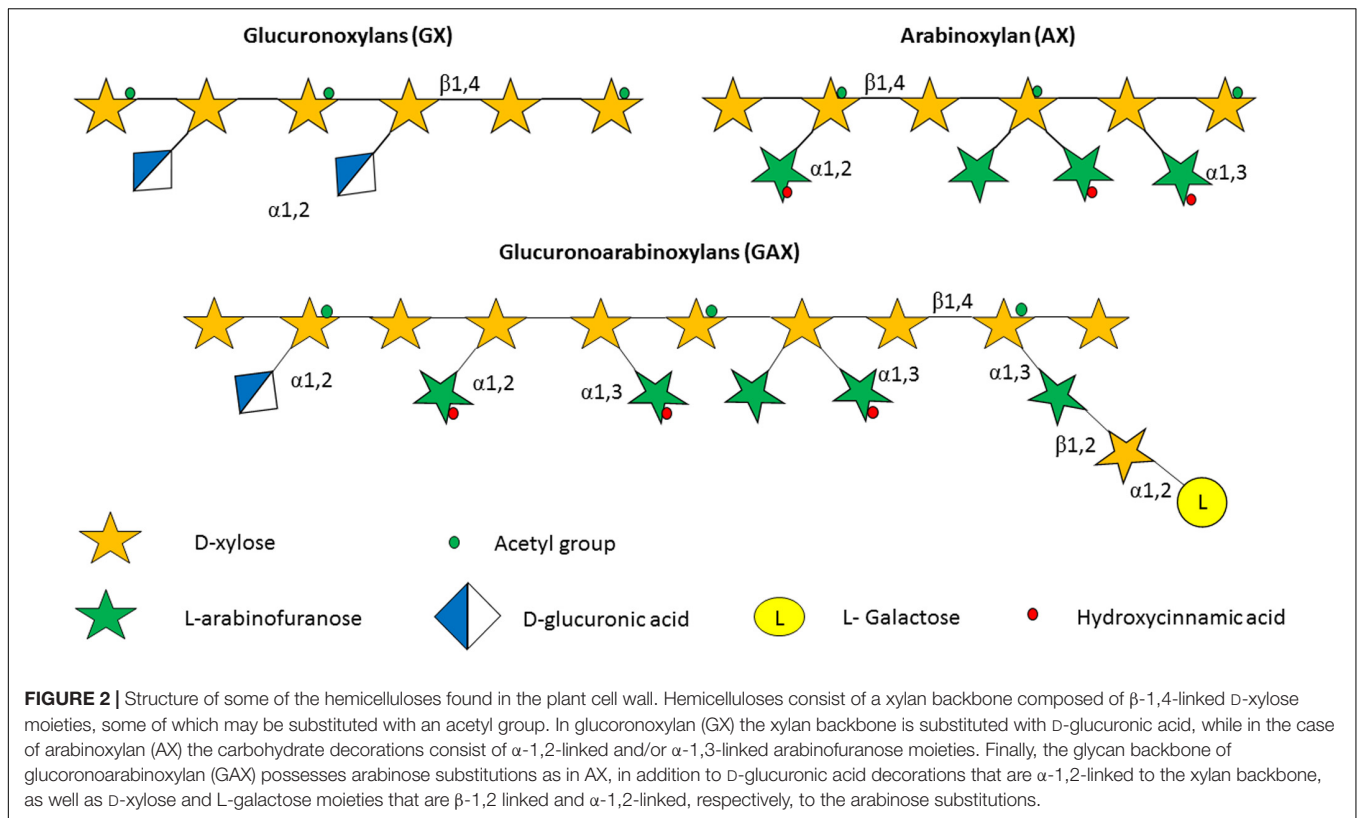 Glucuronoxylans (GX)
Arabinoxylan (AX)
β1,4
β1,4
α1,2
α1,3
α1,2
Glucuronoarabinoxylans (GAX)
β1,4
α1,2
α1,2
α1,3
α1,3
α1,3
β1,2
α1,2
L
D-xylose
Acetyl group
L-arabinofuranose
D-glucuronic acid
L
L- Galactose
Hydroxycinnamic acid
FIGURE 2 | Structure of some of the hemicelluloses found in the plant cell wall. Hemicelluloses consist of a xylan backbone composed of β-1,4-linked D-xylose
moieties, some of which may be substituted with an acetyl group. In glucoronoxylan (GX) the xylan backbone is substituted with D-glucuronic acid, while in the case
of arabinoxylan (AX) the carbohydrate decorations consist of α-1,2-linked and/or α-1,3-linked arabinofuranose moieties. Finally, the glycan backbone of
glucoronoarabinoxylan (GAX) possesses arabinose substitutions as in AX, in addition to D-glucuronic acid decorations that are α-1,2-linked to the xylan backbone,
as well as D-xylose and L-galactose moieties that are β-1,2 linked and α-1,2-linked, respectively, to the arabinose substitutions.